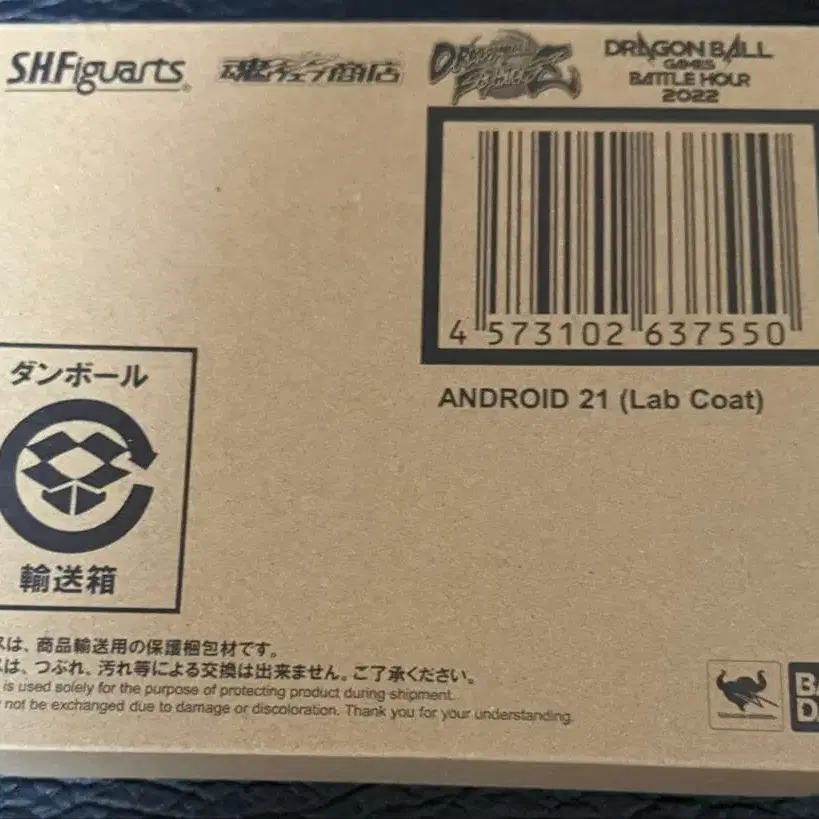 S.H.Figuarts®
魂ウェブ商店
DRAGONBALL
FIGHTERZ
DRAGON BALL
GAMES
BATTLE HOUR
2022
4 573102 637550
ANDROID 21 (Lab Coat)
ダンボール
輸送箱
は、商品輸送用の保護梱包材です。
は、つぶれ、汚れ等による交換は出来ません。ご了承ください。
is used solely for the purpose of protecting product during shipment.
not be exchanged due to damage or discoloration. Thank you for your understanding.
BA
DA